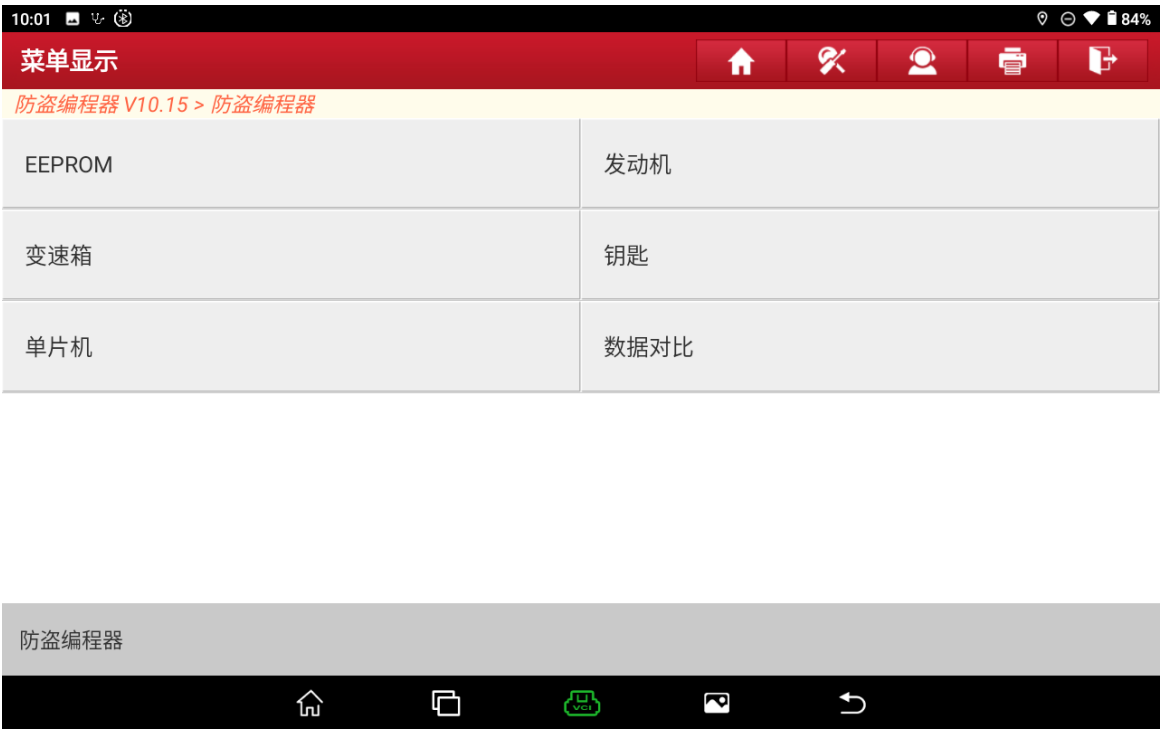 10:01 84%
菜单显示
防盗编程器 V10.15 > 防盗编程器
EEPROM
发动机
变速箱
钥匙
单片机
数据对比
防盗编程器
VCI